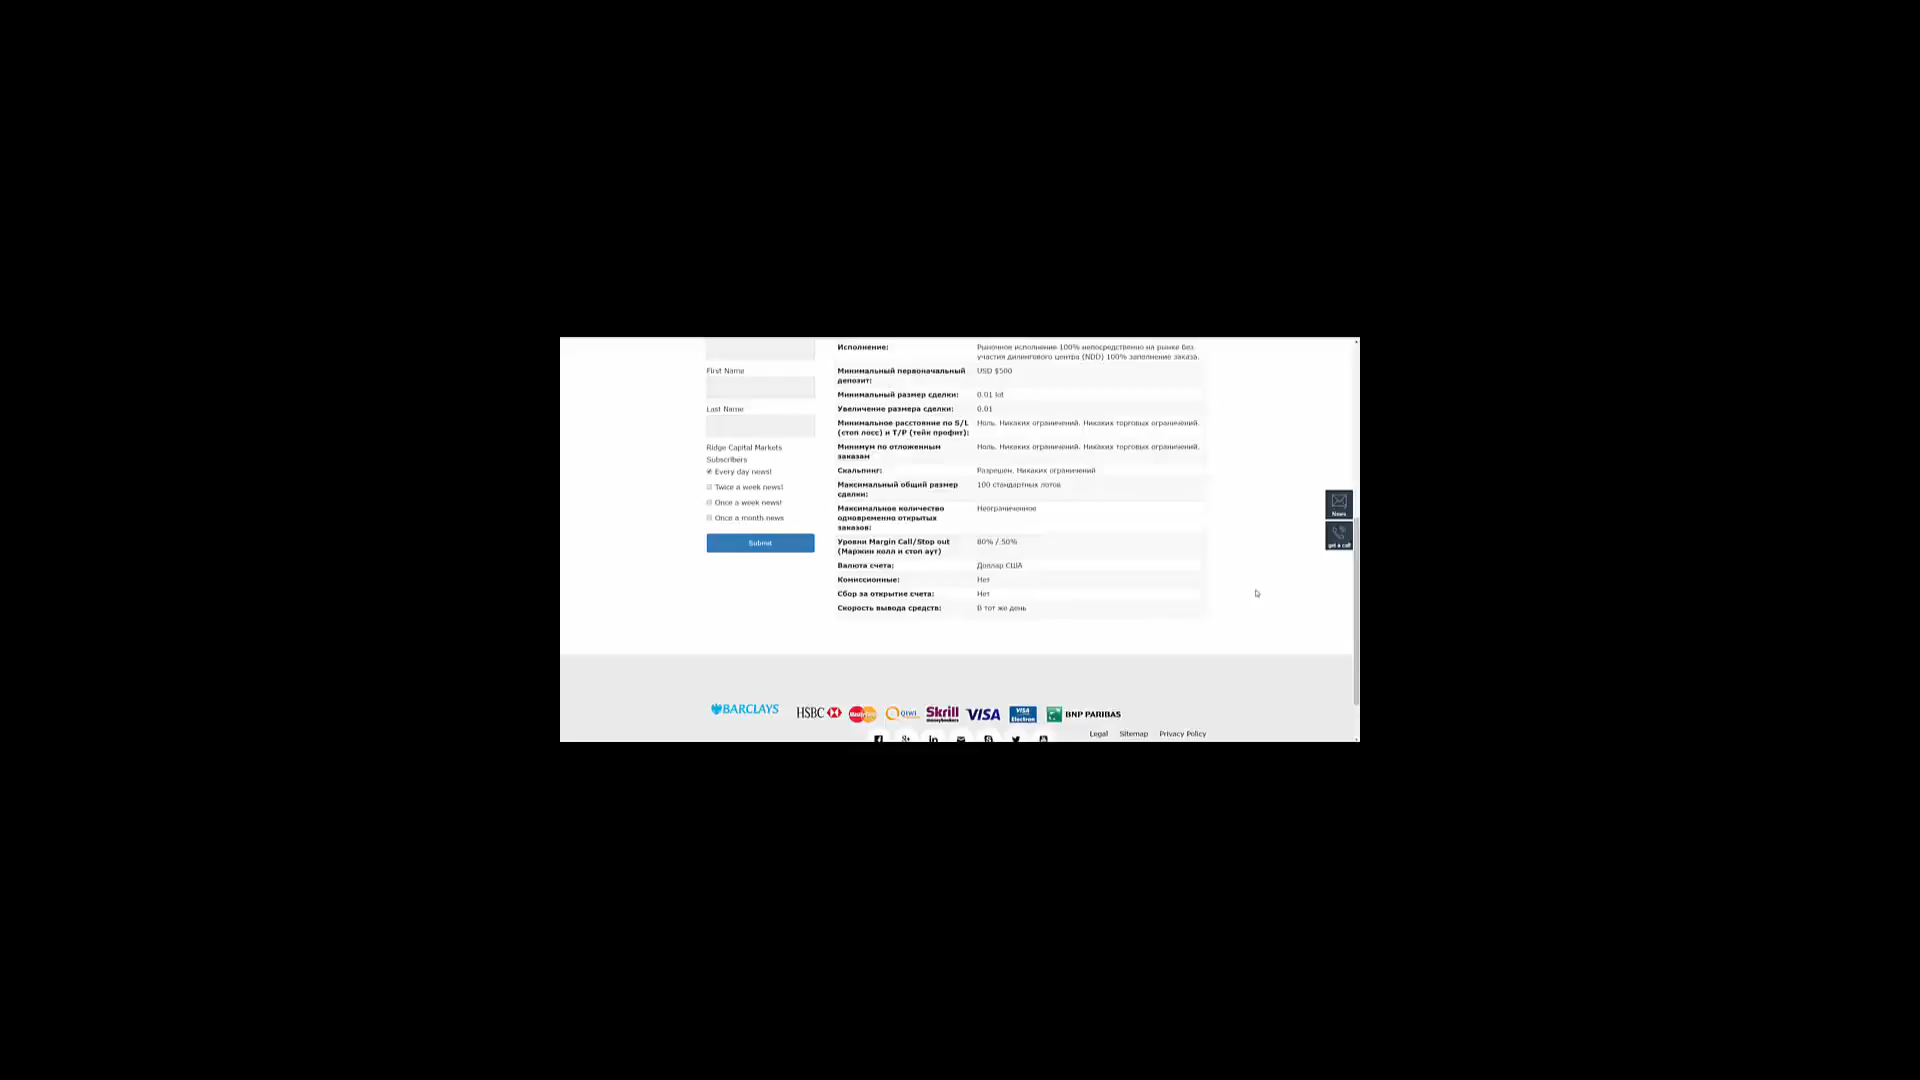 First Name
Last Name
Ridge Capital Markets
Subscribers
Every day news!
Twice a week news!
Once a week news!
Once a month news
Submit
Исполнение: Рыночное исполнение 100% непосредственно на рынке без
участия дилингового центра (NDD) 100% заполнение заказа.
Минимальный первоначальный USD $500
депозит:
Минимальный размер сделки: 0.01 lot
Увеличение размера сделки: 0.01
Минимальное расстояние по S/L Ноль. Никаких ограничений. Никаких торговых ограничений.
(стоп лосс) и T/P (тейк профит):
Минимум по отложенным Ноль. Никаких ограничений. Никаких торговых ограничений.
заказам
Скальпинг: Разрешен. Никаких ограничений
Максимальный общий размер 100 стандартных лотов
сделки:
Максимальное количество Неограниченное
одновременно открытых
заказов:
Уровни Margin Call/Stop out 80% / 50%
(Маржин колл и стоп аут)
Валюта счета: Доллар США
Комиссионные: Нет
Сбор за открытие счета: Нет
Скорость вывода средств: В тот же день
News
get a call
BARCLAYS HSBC MasterCard QIWI Skrill moneybookers VISA VISA Electron BNP PARIBAS
Legal Sitemap Privacy Policy